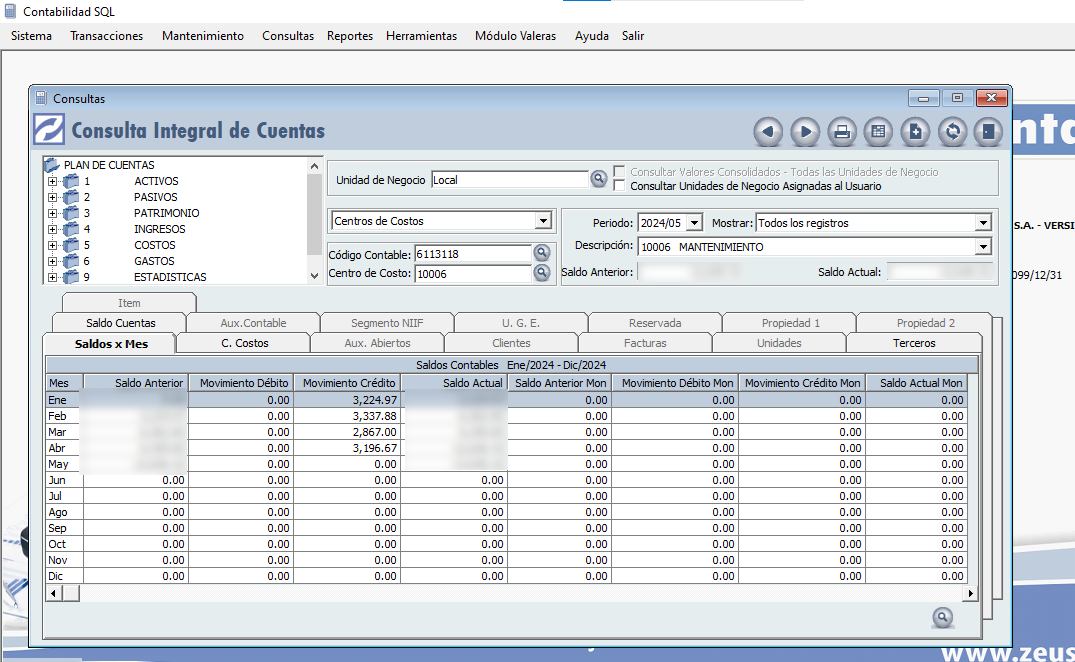 Contabilidad SQL
Sistema Transacciones Mantenimiento Consultas Reportes Herramientas Módulo Valeras Ayuda Salir
Consultas
Consulta Integral de Cuentas
PLAN DE CUENTAS
1 ACTIVOS
2 PASIVOS
3 PATRIMONIO
4 INGRESOS
5 COSTOS
6 GASTOS
9 ESTADISTICAS
Unidad de Negocio Local
Consultar Valores Consolidados - Todas las Unidades de Negocio
Consultar Unidades de Negocio Asignadas al Usuario
Centros de Costos
Código Contable: 6113118
Centro de Costo: 10006
Periodo: 2024/05 Mostrar: Todos los registros
Descripción: 10006 MANTENIMIENTO
Saldo Anterior: Saldo Actual:
S.A. - VERSI
099/12/31
Item
Saldo Cuentas Aux.Contable Segmento NIIF U. G. E. Reservada Propiedad 1 Propiedad 2
Saldos x Mes C. Costos Aux. Abiertos Clientes Facturas Unidades Terceros
Saldos Contables Ene/2024 - Dic/2024
Mes Saldo Anterior Movimiento Débito Movimiento Crédito Saldo Actual Saldo Anterior Mon Movimiento Débito Mon Movimiento Crédito Mon Saldo Actual Mon
Ene 0.00 3,224.97 0.00 0.00 0.00 0.00
Feb 0.00 3,337.88 0.00 0.00 0.00 0.00
Mar 0.00 2,867.00 0.00 0.00 0.00 0.00
Abr 0.00 3,196.67 0.00 0.00 0.00 0.00
May 0.00 0.00 0.00 0.00 0.00 0.00
Jun 0.00 0.00 0.00 0.00 0.00 0.00 0.00 0.00
Jul 0.00 0.00 0.00 0.00 0.00 0.00 0.00 0.00
Ago 0.00 0.00 0.00 0.00 0.00 0.00 0.00 0.00
Sep 0.00 0.00 0.00 0.00 0.00 0.00 0.00 0.00
Oct 0.00 0.00 0.00 0.00 0.00 0.00 0.00 0.00
Nov 0.00 0.00 0.00 0.00 0.00 0.00 0.00 0.00
Dic 0.00 0.00 0.00 0.00 0.00 0.00 0.00 0.00
www.zeus